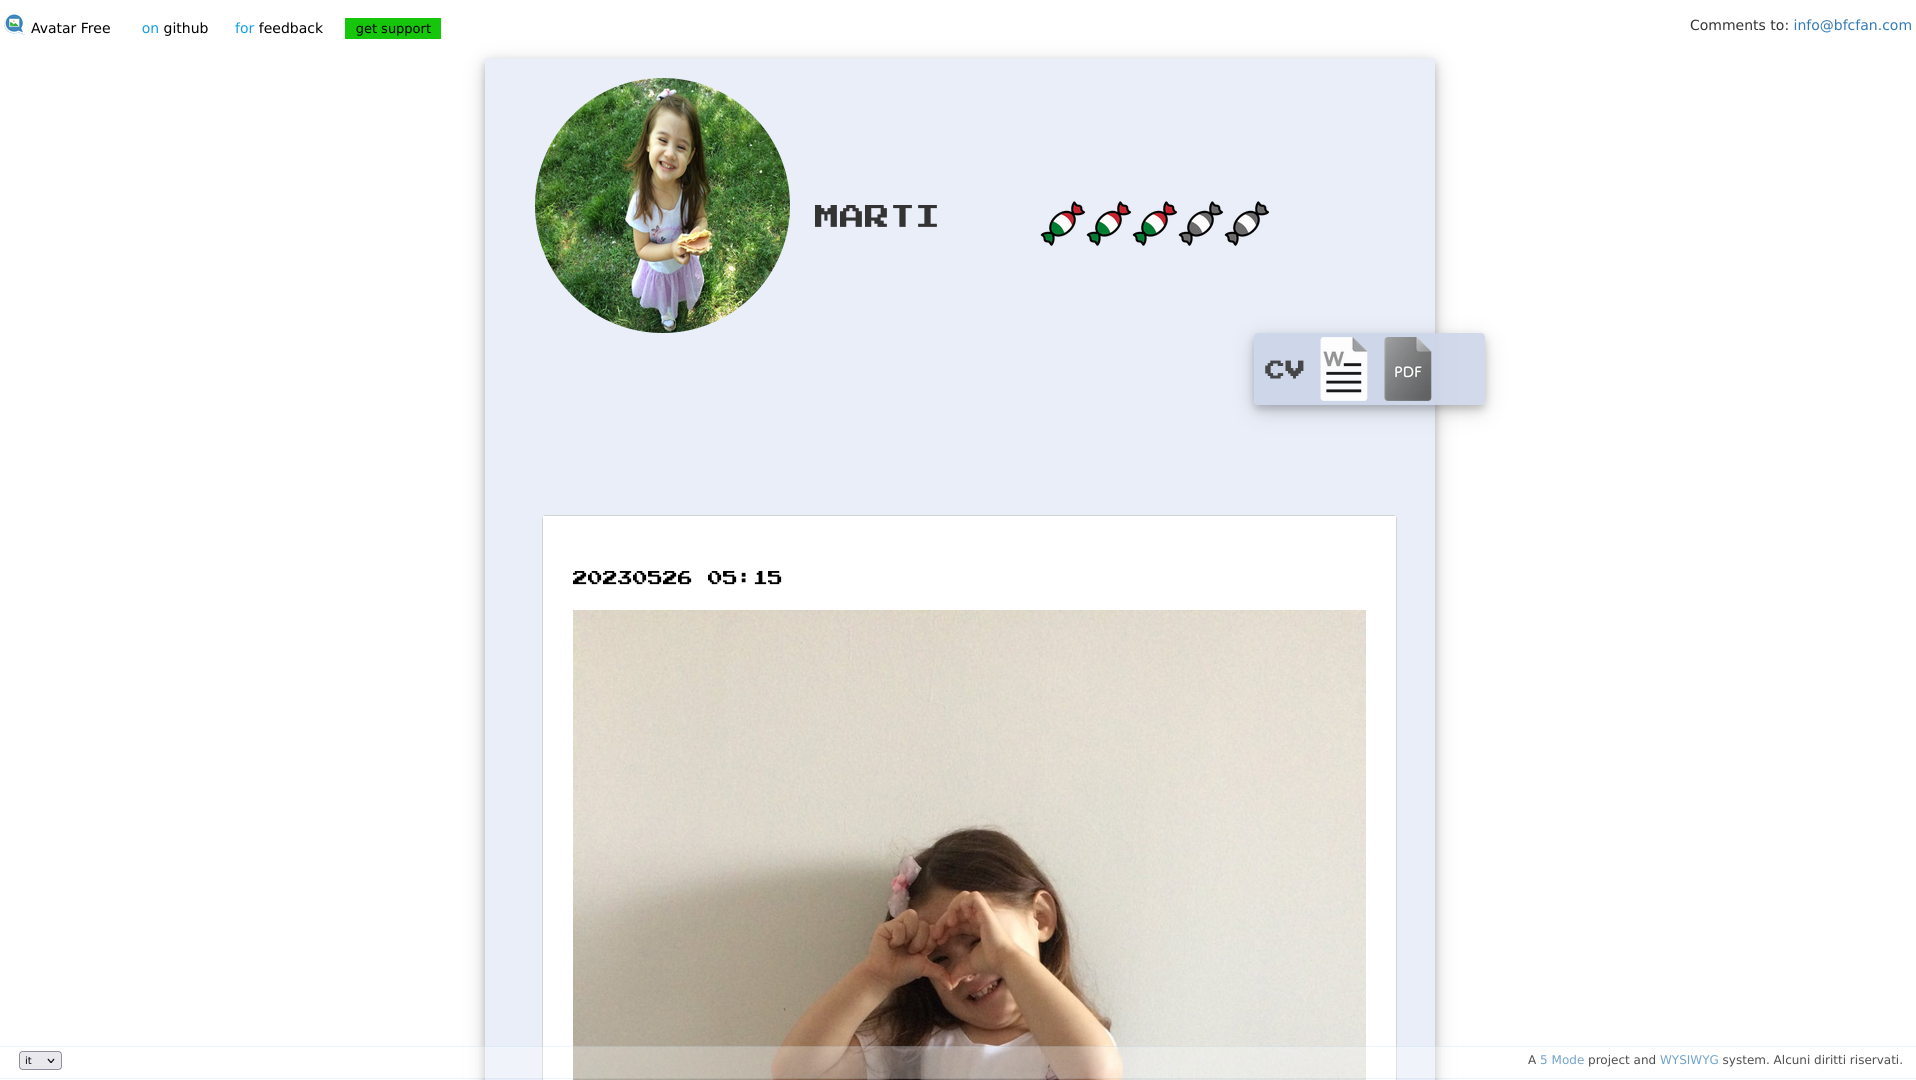 Avatar Free on github for feedback get support Comments to: info@bfcfan.com
MARTI
CV W PDF
20230526 05:15
it A 5 Mode project and WYSIWYG system. Alcuni diritti riservati.